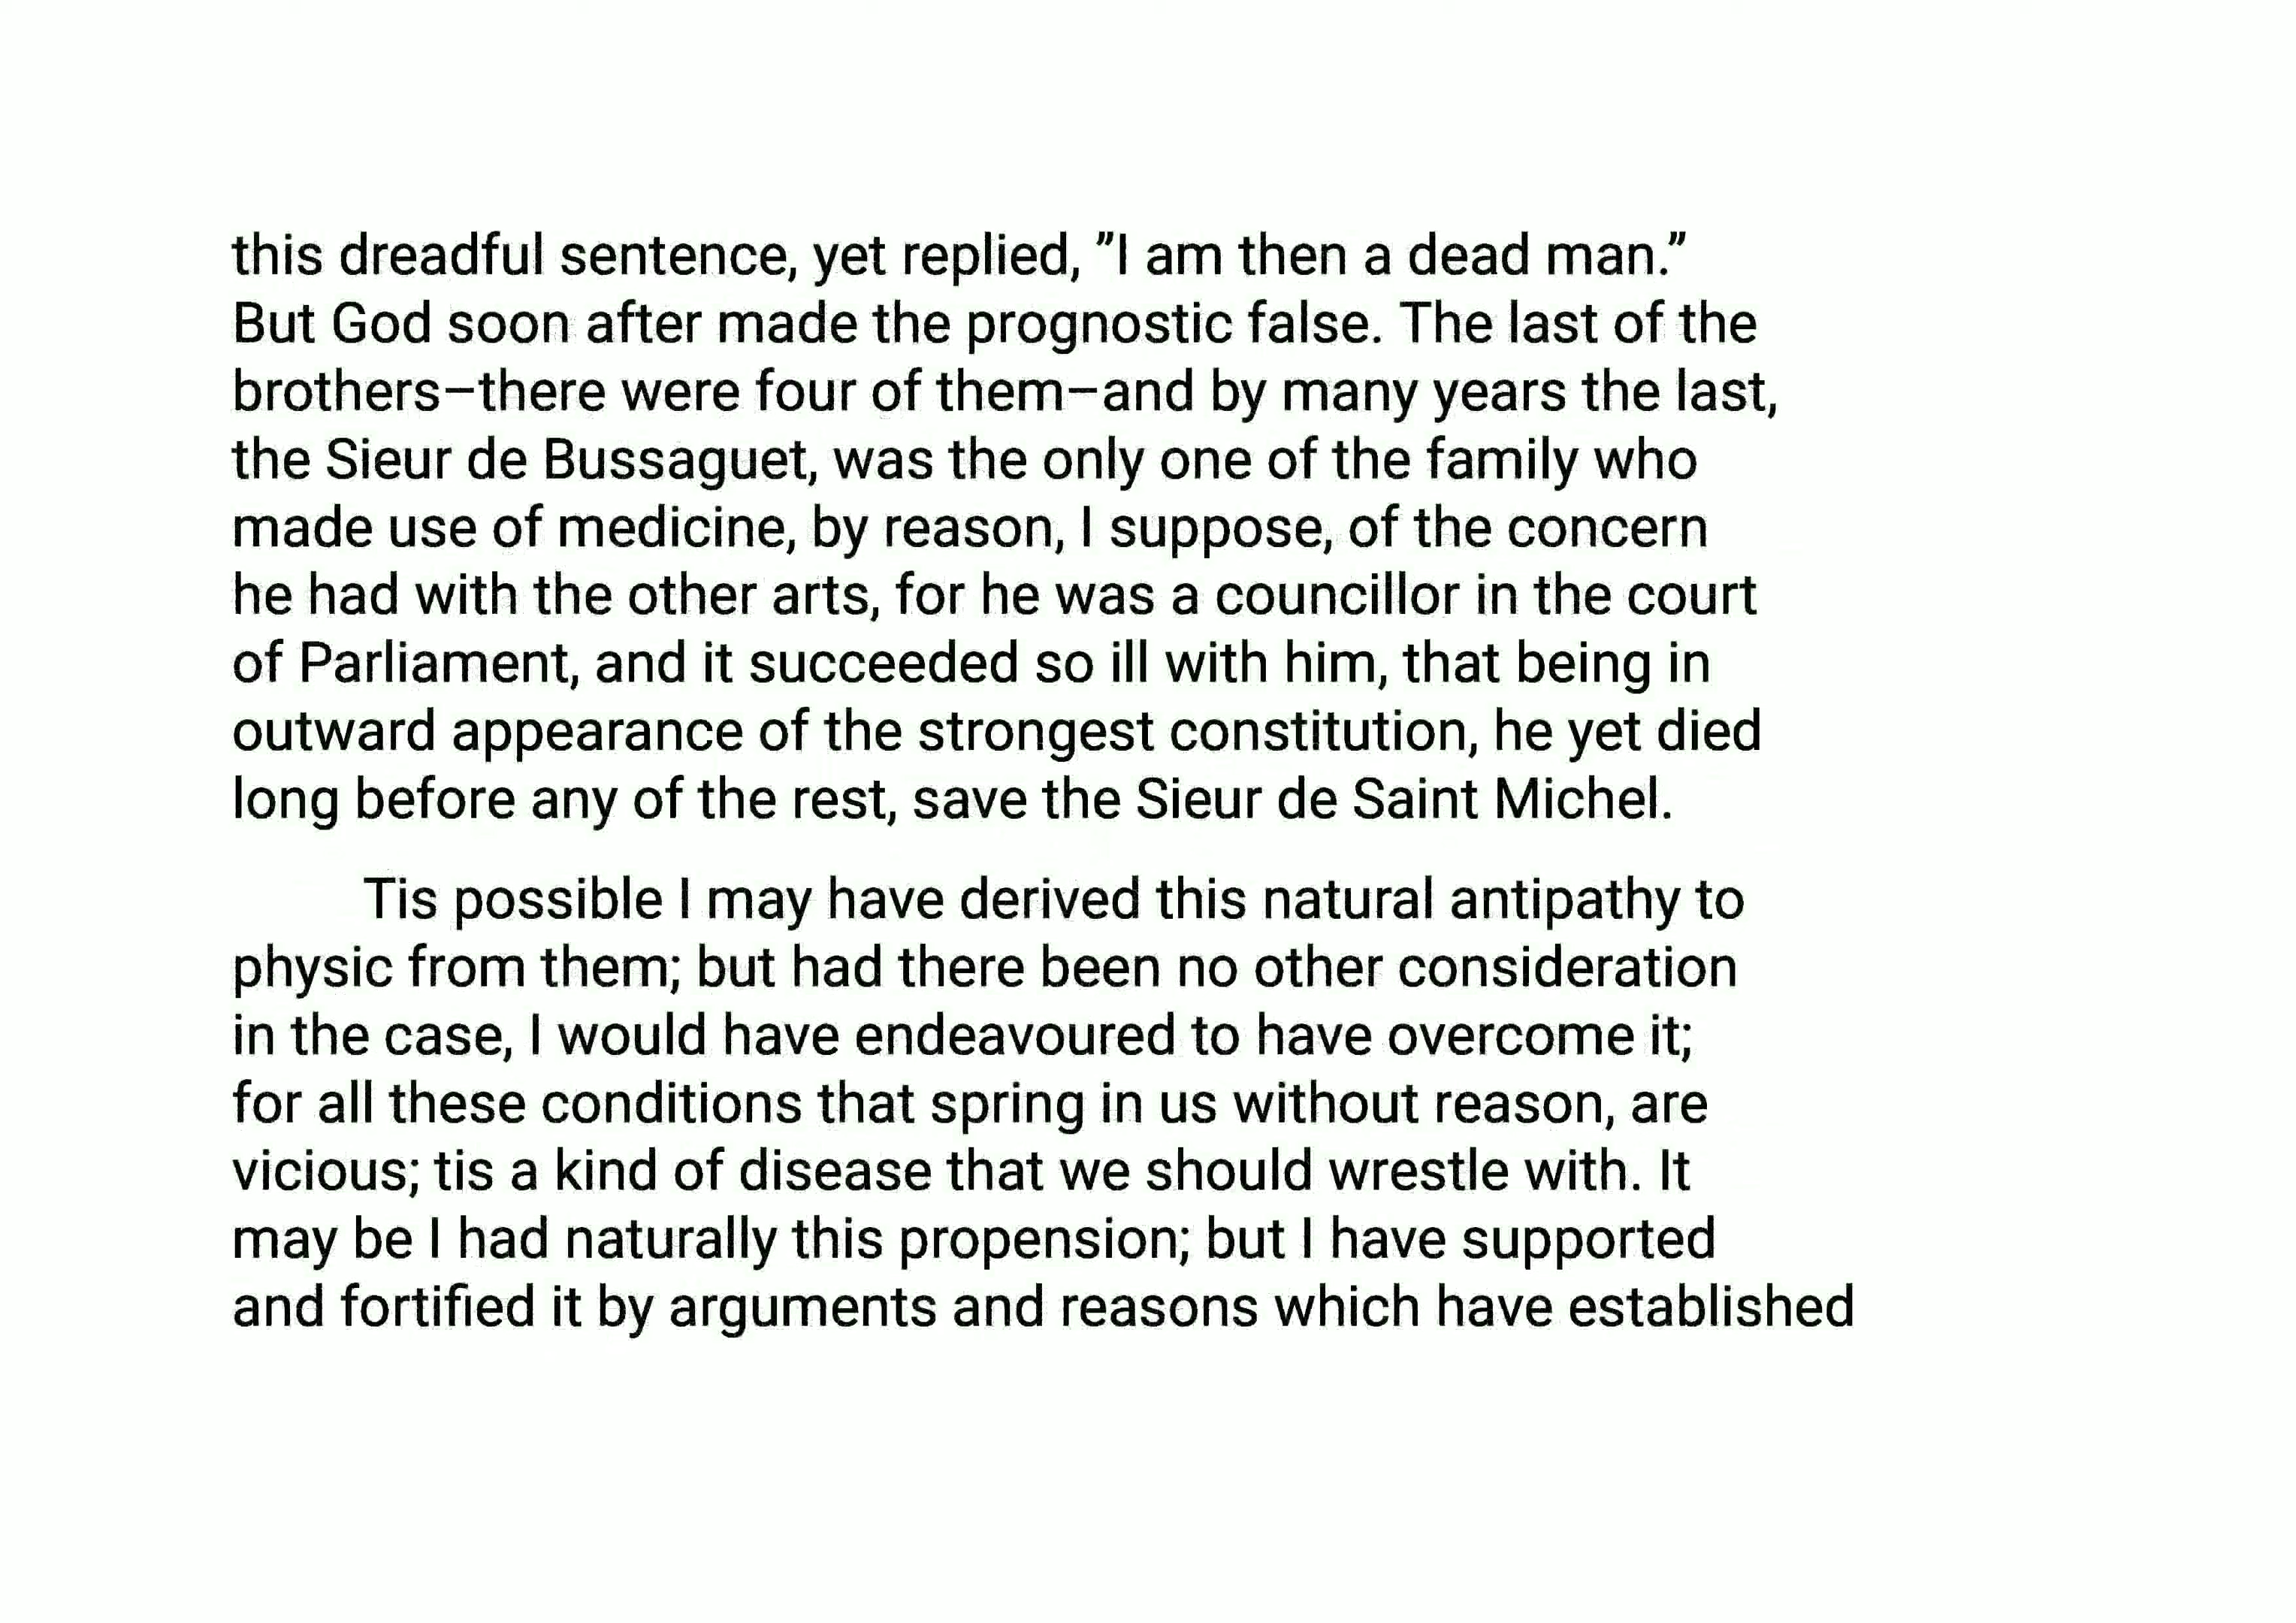 this dreadful sentence, yet replied, ”I am then a dead man.”
But God soon after made the prognostic false. The last of the
brothers—there were four of them—and by many years the last,
the Sieur de Bussaguet, was the only one of the family who
made use of medicine, by reason, I suppose, of the concern
he had with the other arts, for he was a councillor in the court
of Parliament, and it succeeded so ill with him, that being in
outward appearance of the strongest constitution, he yet died
long before any of the rest, save the Sieur de Saint Michel.
Tis possible I may have derived this natural antipathy to
physic from them; but had there been no other consideration
in the case, I would have endeavoured to have overcome it;
for all these conditions that spring in us without reason, are
vicious; tis a kind of disease that we should wrestle with. It
may be I had naturally this propension; but I have supported
and fortified it by arguments and reasons which have established